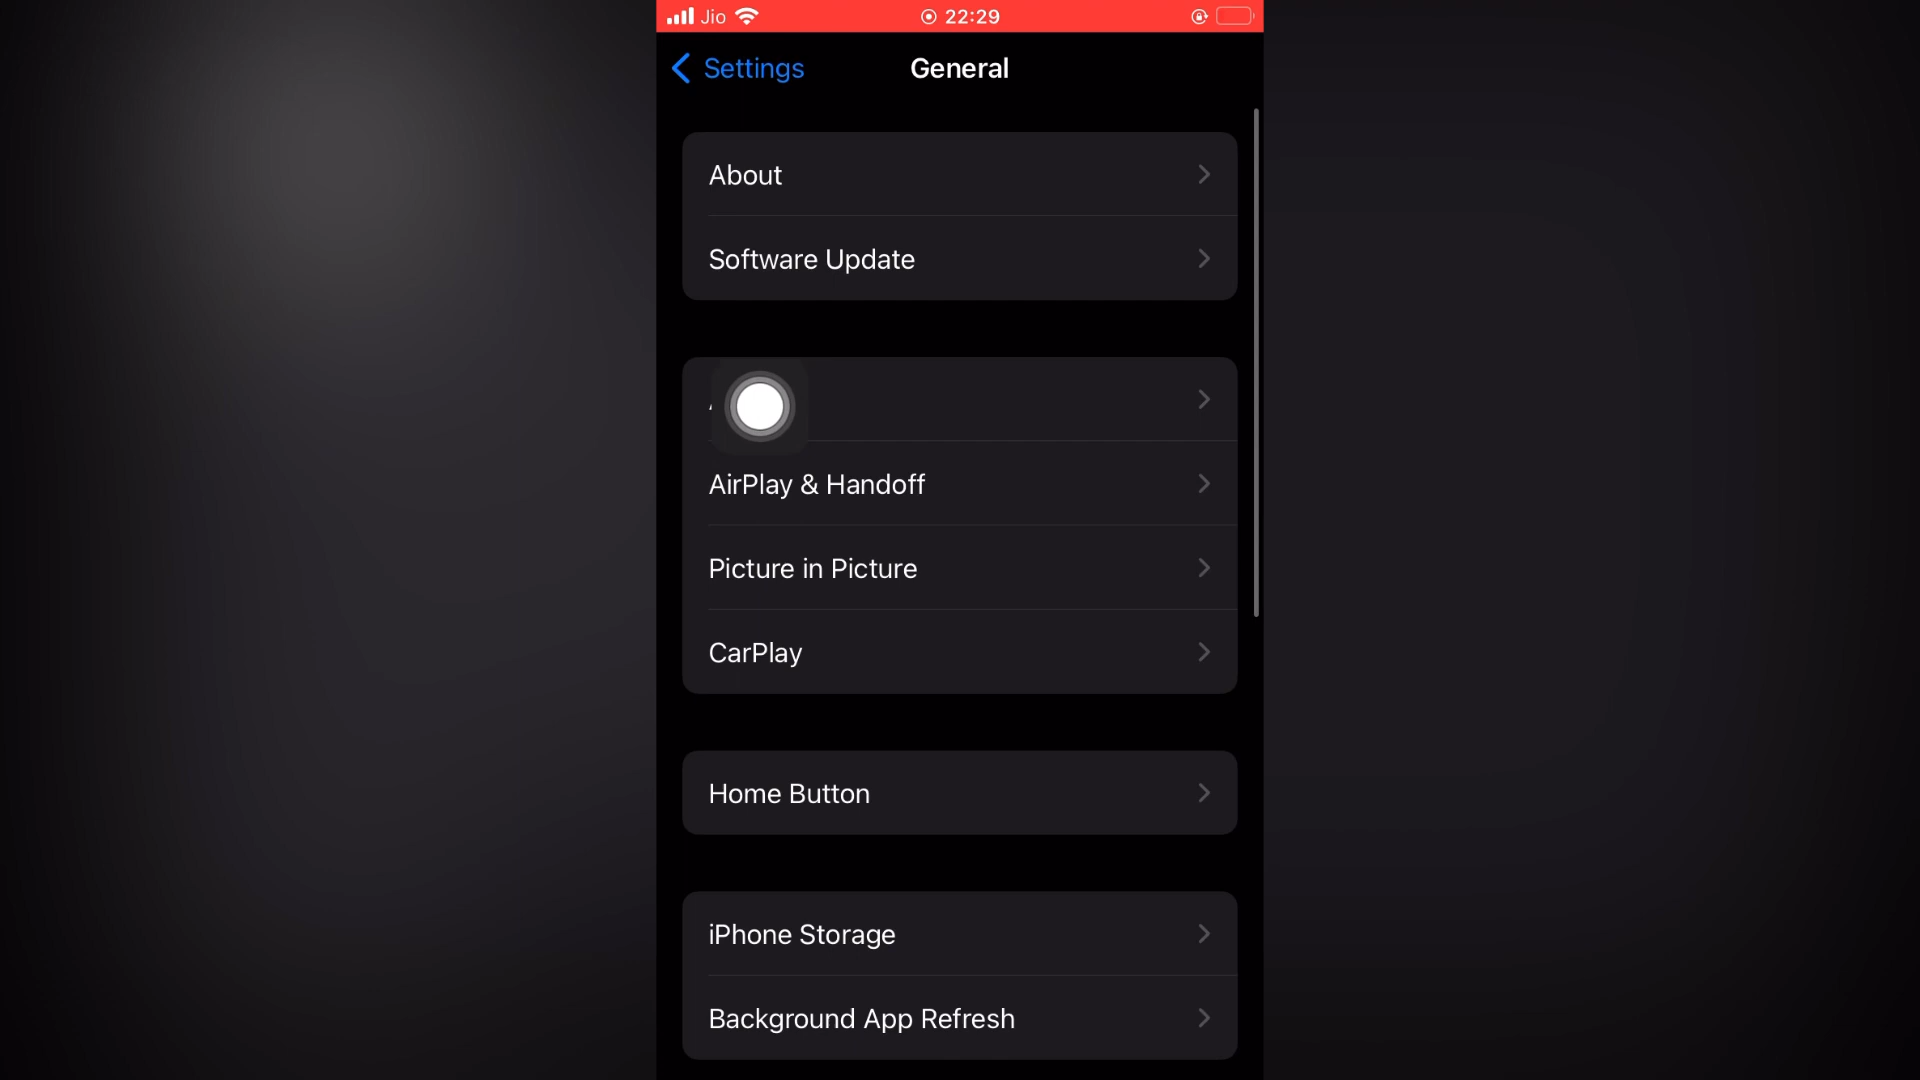 Jio 22:29
Settings General
About
Software Update
AirPlay & Handoff
Picture in Picture
CarPlay
Home Button
iPhone Storage
Background App Refresh